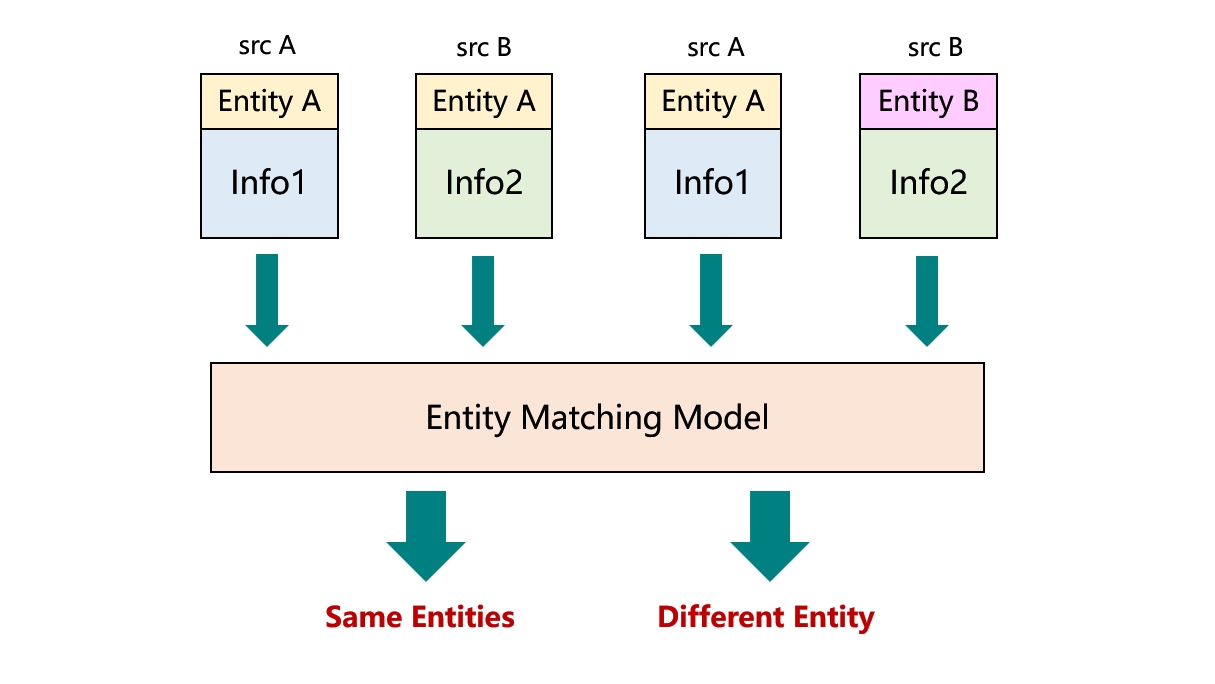 src A
src B
src A
src B
Entity A
Entity A
Entity A
Entity B
Info1
Info2
Info1
Info2
Entity Matching Model
Same Entities
Different Entity